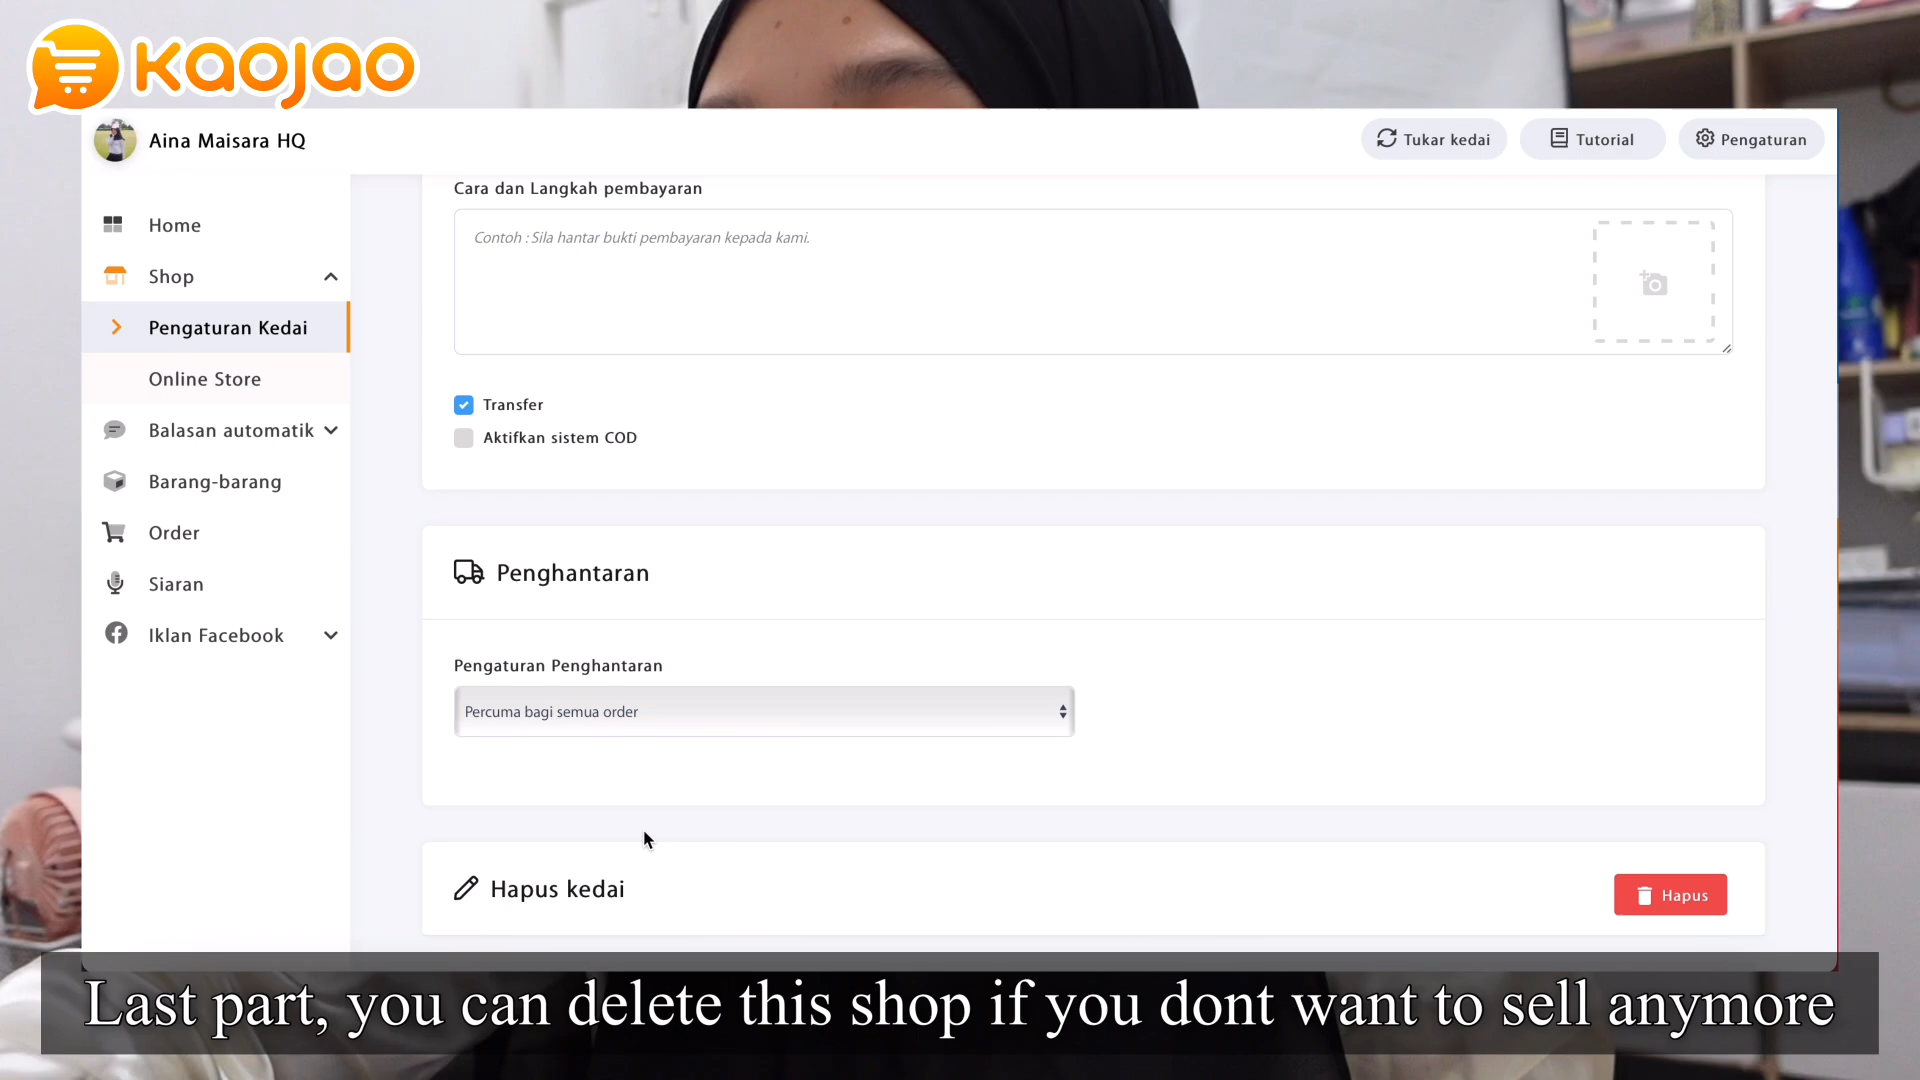 Kaojao
Aina Maisara HQ
Tukar kedai
Tutorial
Pengaturan
Home
Shop
Pengaturan Kedai
Online Store
Balasan automatik
Barang-barang
Order
Siaran
Iklan Facebook
Cara dan Langkah pembayaran
Contoh : Sila hantar bukti pembayaran kepada kami.
Transfer
Aktifkan sistem COD
Penghantaran
Pengaturan Penghantaran
Percuma bagi semua order
Hapus kedai
Hapus
Last part, you can delete this shop if you dont want to sell anymore